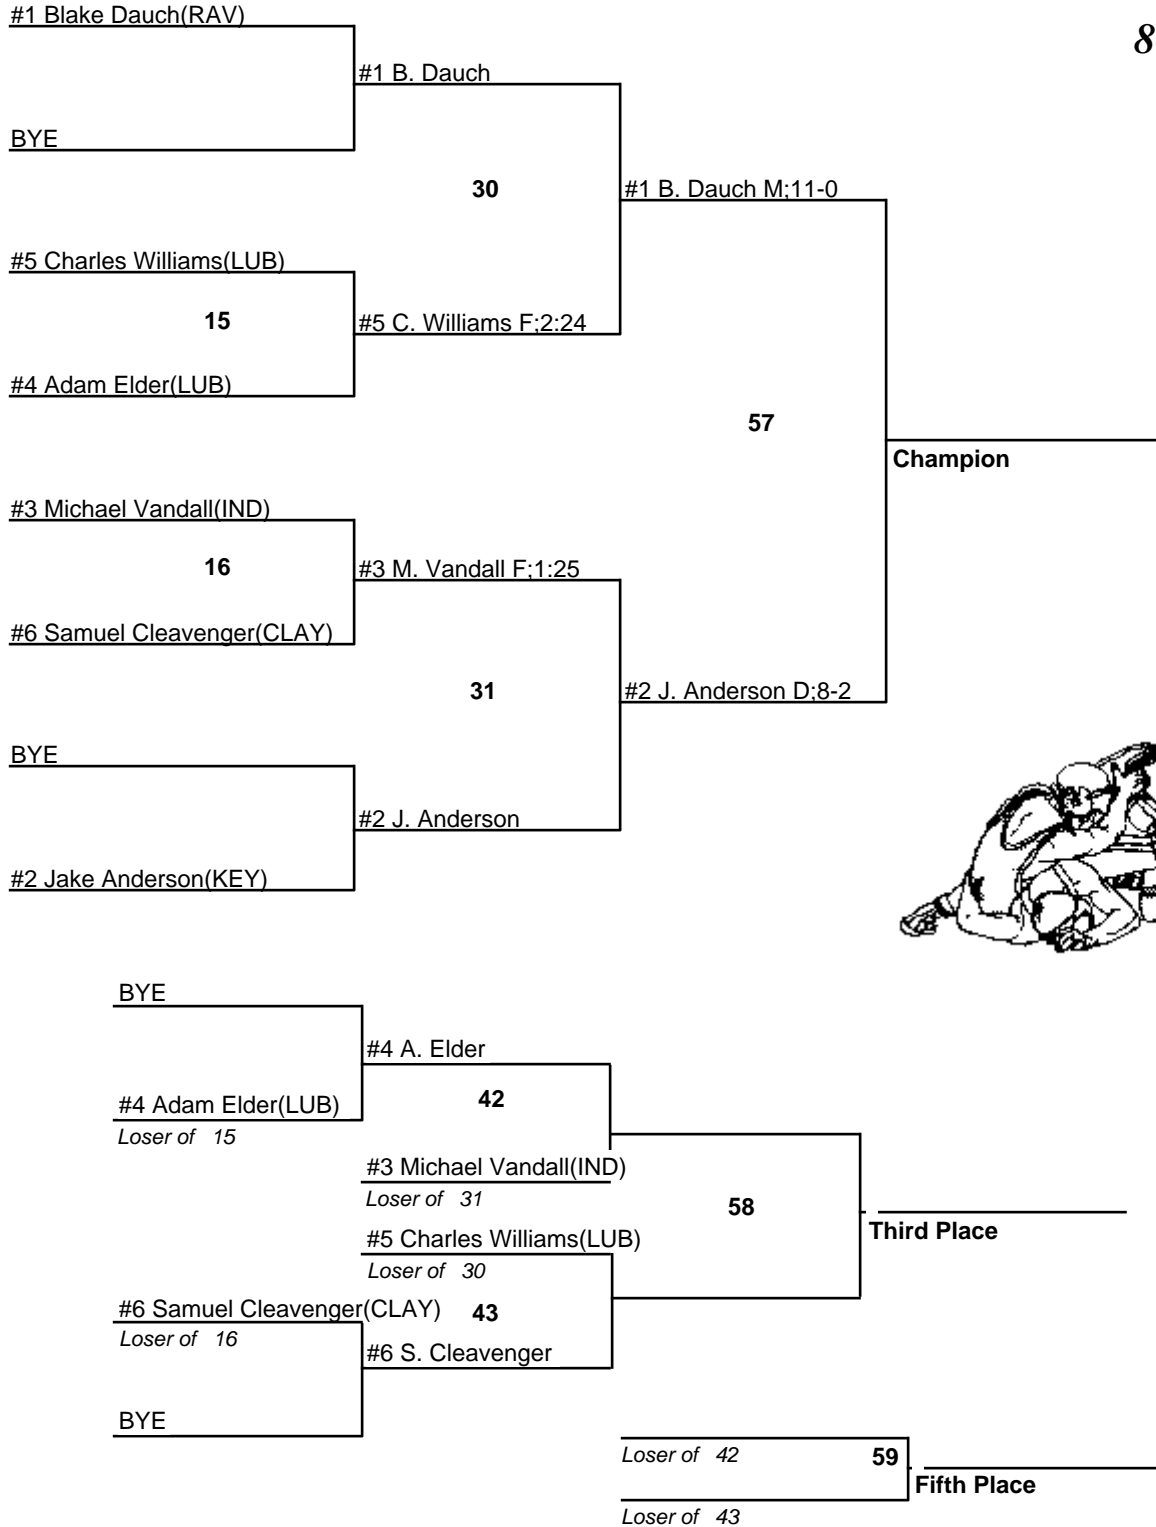 #1 Blake Dauch(RAV)
8
#1 B. Dauch
BYE
30
#1 B. Dauch M;11-0
#5 Charles Williams(LUB)
15
#5 C. Williams F;2:24
#4 Adam Elder(LUB)
57
Champion
#3 Michael Vandall(IND)
16
#3 M. Vandall F;1:25
#6 Samuel Cleavenger(CLAY)
31
#2 J. Anderson D;8-2
BYE
#2 J. Anderson
#2 Jake Anderson(KEY)
BYE
#4 A. Elder
42
#4 Adam Elder(LUB)
Loser of 15
#3 Michael Vandall(IND)
Loser of 31
58
Third Place
#5 Charles Williams(LUB)
Loser of 30
#6 Samuel Cleavenger(CLAY)
43
Loser of 16
#6 S. Cleavenger
BYE
Loser of 42
59
Fifth Place
Loser of 43